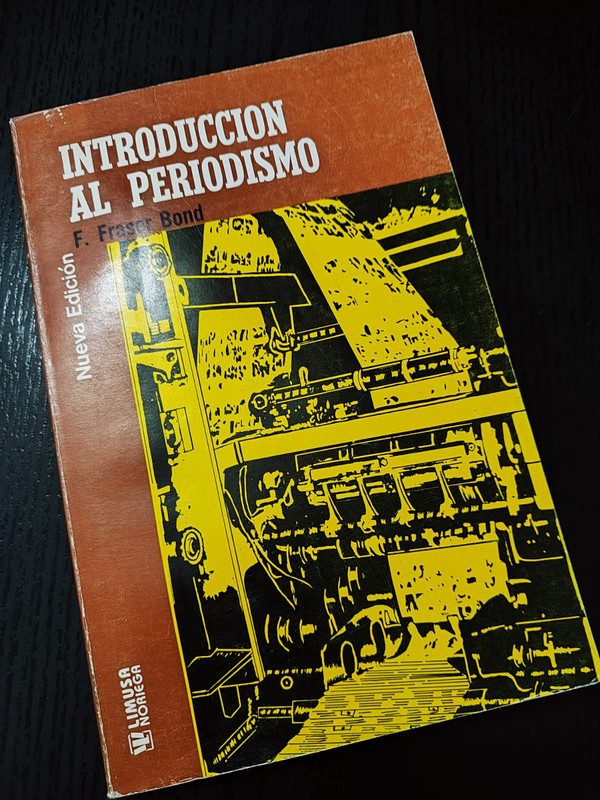 INTRODUCCION
AL PERIODISMO
F. Fraser Bond
Nueva Edición
LIMUSA
NORIEGA